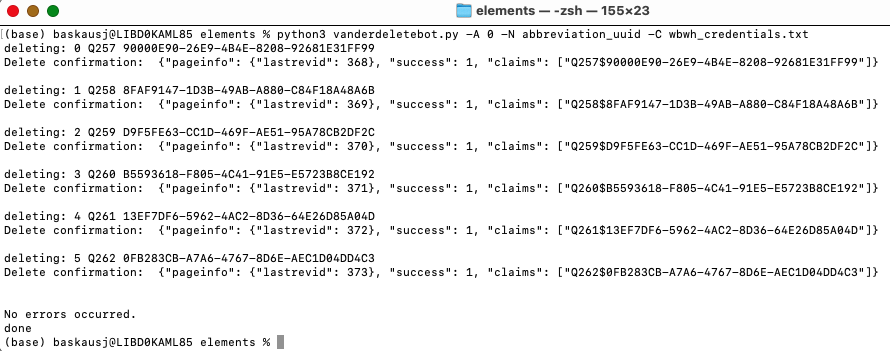 elements — -zsh — 155×23
(base) baskausj@LIBD0KAML85 elements % python3 vanderdeletebot.py -A 0 -N abbreviation_uuid -C wbwh_credentials.txt
deleting: 0 Q257 90000E90-26E9-4B4E-8208-92681E31FF99
Delete confirmation:  {"pageinfo": {"lastrevid": 368}, "success": 1, "claims": ["Q257$90000E90-26E9-4B4E-8208-92681E31FF99"]}
deleting: 1 Q258 8FAF9147-1D3B-49AB-A880-C84F18A48A6B
Delete confirmation:  {"pageinfo": {"lastrevid": 369}, "success": 1, "claims": ["Q258$8FAF9147-1D3B-49AB-A880-C84F18A48A6B"]}
deleting: 2 Q259 D9F5FE63-CC1D-469F-AE51-95A78CB2DF2C
Delete confirmation:  {"pageinfo": {"lastrevid": 370}, "success": 1, "claims": ["Q259$D9F5FE63-CC1D-469F-AE51-95A78CB2DF2C"]}
deleting: 3 Q260 B5593618-F805-4C41-91E5-E5723B8CE192
Delete confirmation:  {"pageinfo": {"lastrevid": 371}, "success": 1, "claims": ["Q260$B5593618-F805-4C41-91E5-E5723B8CE192"]}
deleting: 4 Q261 13EF7DF6-5962-4AC2-8D36-64E26D85A04D
Delete confirmation:  {"pageinfo": {"lastrevid": 372}, "success": 1, "claims": ["Q261$13EF7DF6-5962-4AC2-8D36-64E26D85A04D"]}
deleting: 5 Q262 0FB283CB-A7A6-4767-8D6E-AEC1D04DD4C3
Delete confirmation:  {"pageinfo": {"lastrevid": 373}, "success": 1, "claims": ["Q262$0FB283CB-A7A6-4767-8D6E-AEC1D04DD4C3"]}
No errors occurred.
done
(base) baskausj@LIBD0KAML85 elements %